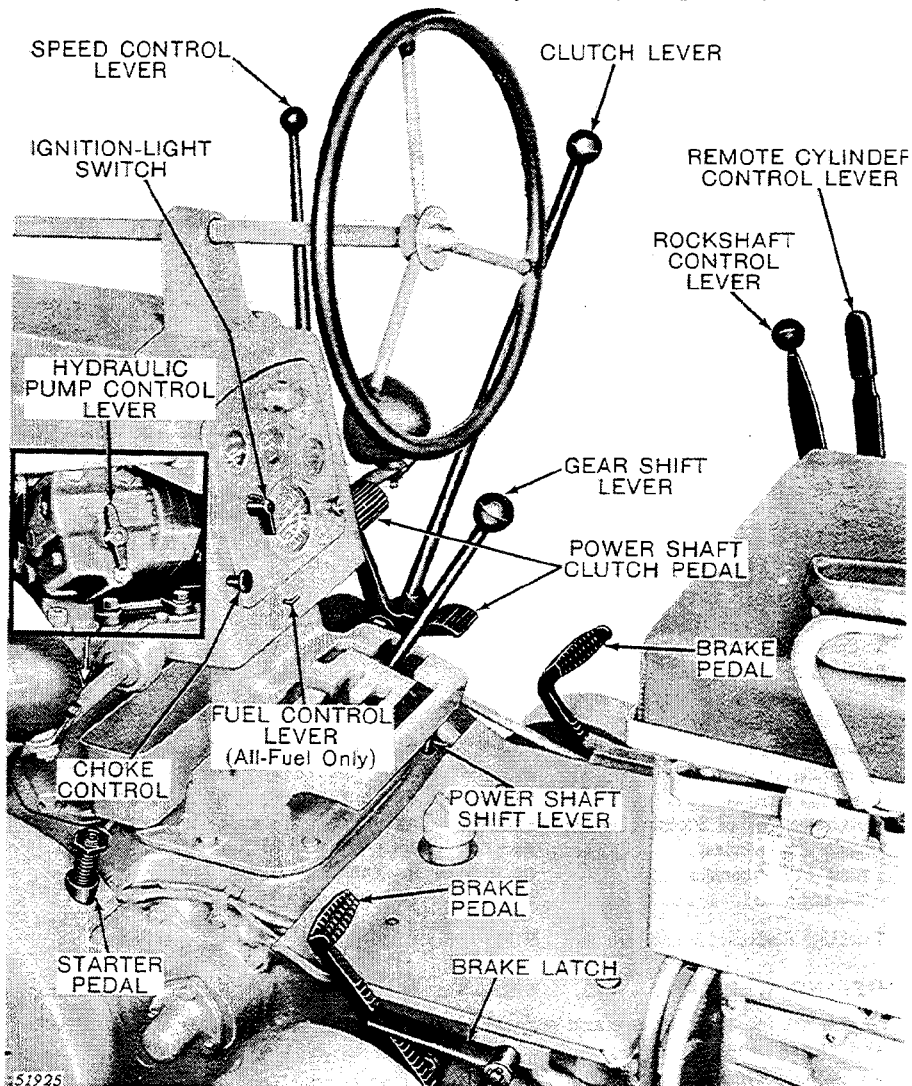 SPEED CONTROL
LEVER
CLUTCH LEVER
IGNITION-LIGHT
SWITCH
REMOTE CYLINDER
CONTROL LEVER
ROCKSHAFT
CONTROL
LEVER
HYDRAULIC
PUMP CONTROL
LEVER
GEAR SHIFT
LEVER
POWER SHAFT
CLUTCH PEDAL
BRAKE
PEDAL
FUEL CONTROL
LEVER
(All-Fuel Only)
CHOKE
CONTROL
POWER SHAFT
SHIFT LEVER
BRAKE
PEDAL
STARTER
PEDAL
BRAKE LATCH
51925